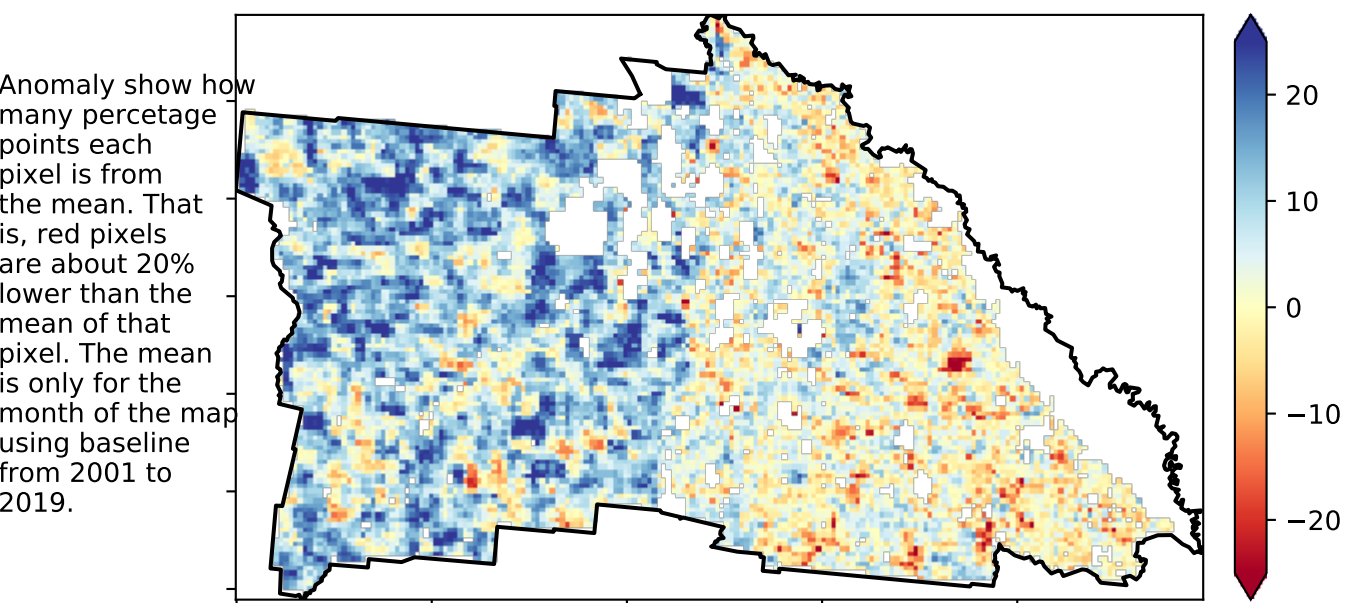 Anomaly show how
many percetage
points each
pixel is from
the mean. That
is, red pixels
are about 20%
lower than the
mean of that
pixel. The mean
is only for the
month of the map
using baseline
from 2001 to
2019.
20
10
0
−10
−20